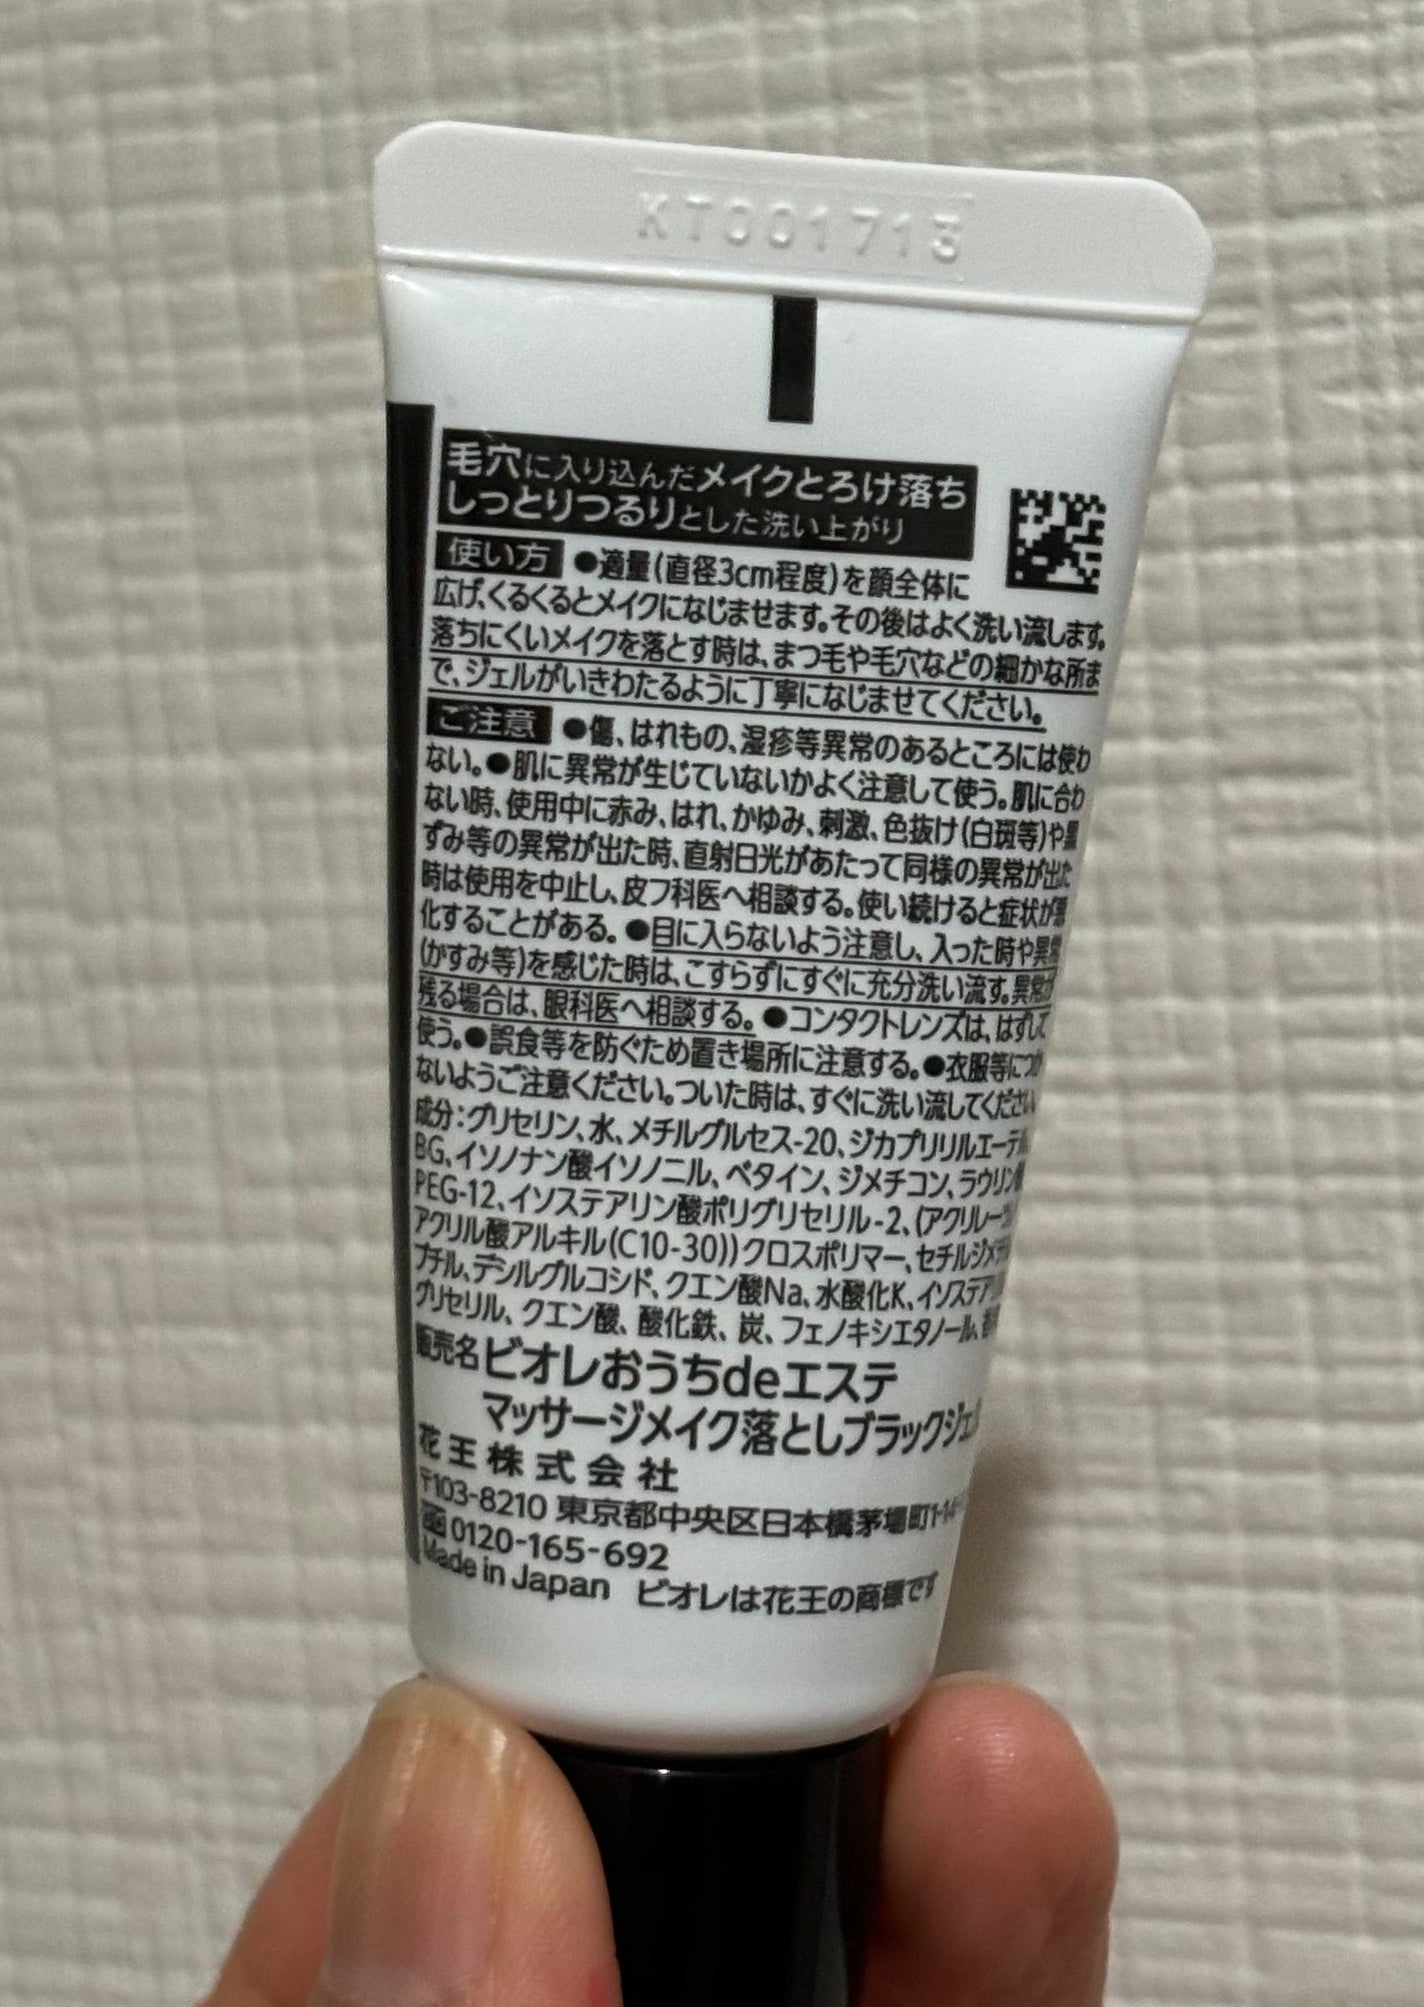 KT001713
毛穴に入り込んだメイクとろけ落ち
しっとりつるりとした洗い上がり
使い方 ●適量(直径3cm程度)を顔全体に
広げ、くるくるとメイクになじませます。その後はよく洗い流します。
落ちにくいメイクを落とす時は、まつ毛や毛穴などの細かな所ま
で、ジェルがいきわたるように丁寧になじませてください。
ご注意 ●傷、はれもの、湿疹等異常のあるところには使わ
ない。●肌に異常が生じていないかよく注意して使う。肌に合わ
ない時、使用中に赤み、はれ、かゆみ、刺激、色抜け(白斑等)や黒
ずみ等の異常が出た時、直射日光があたって同様の異常が出た
時は使用を中止し、皮フ科医へ相談する。使い続けると症状が悪
化することがある。●目に入らないよう注意し、入った時や異常
(かすみ等)を感じた時は、こすらずにすぐに充分洗い流す。異常が
残る場合は、眼科医へ相談する。●コンタクトレンズは、はずして
使う。●誤食等を防ぐため置き場所に注意する。●衣服等につか
ないようご注意ください。ついた時は、すぐに洗い流してください
成分:グリセリン、水、メチルグルセス-20、ジカプリリルエーテル、
BG、イソノナン酸イソノニル、ベタイン、ジメチコン、ラウリン酸
PEG-12、イソステアリン酸ポリグリセリル-2、(アクリレーツ/
アクリル酸アルキル(C10-30))クロスポリマー、セチルジメチ
ブチル、デシルグルコシド、クエン酸Na、水酸化K、イソステアリ
グリセリル、クエン酸、酸化鉄、炭、フェノキシエタノール、
販売名 ビオレおうちdeエステ
マッサージメイク落としブラックジェル
花王株式会社
〒103-8210 東京都中央区日本橋茅場町1-14-
0120-165-692
Made in Japan ビオレは花王の商標です